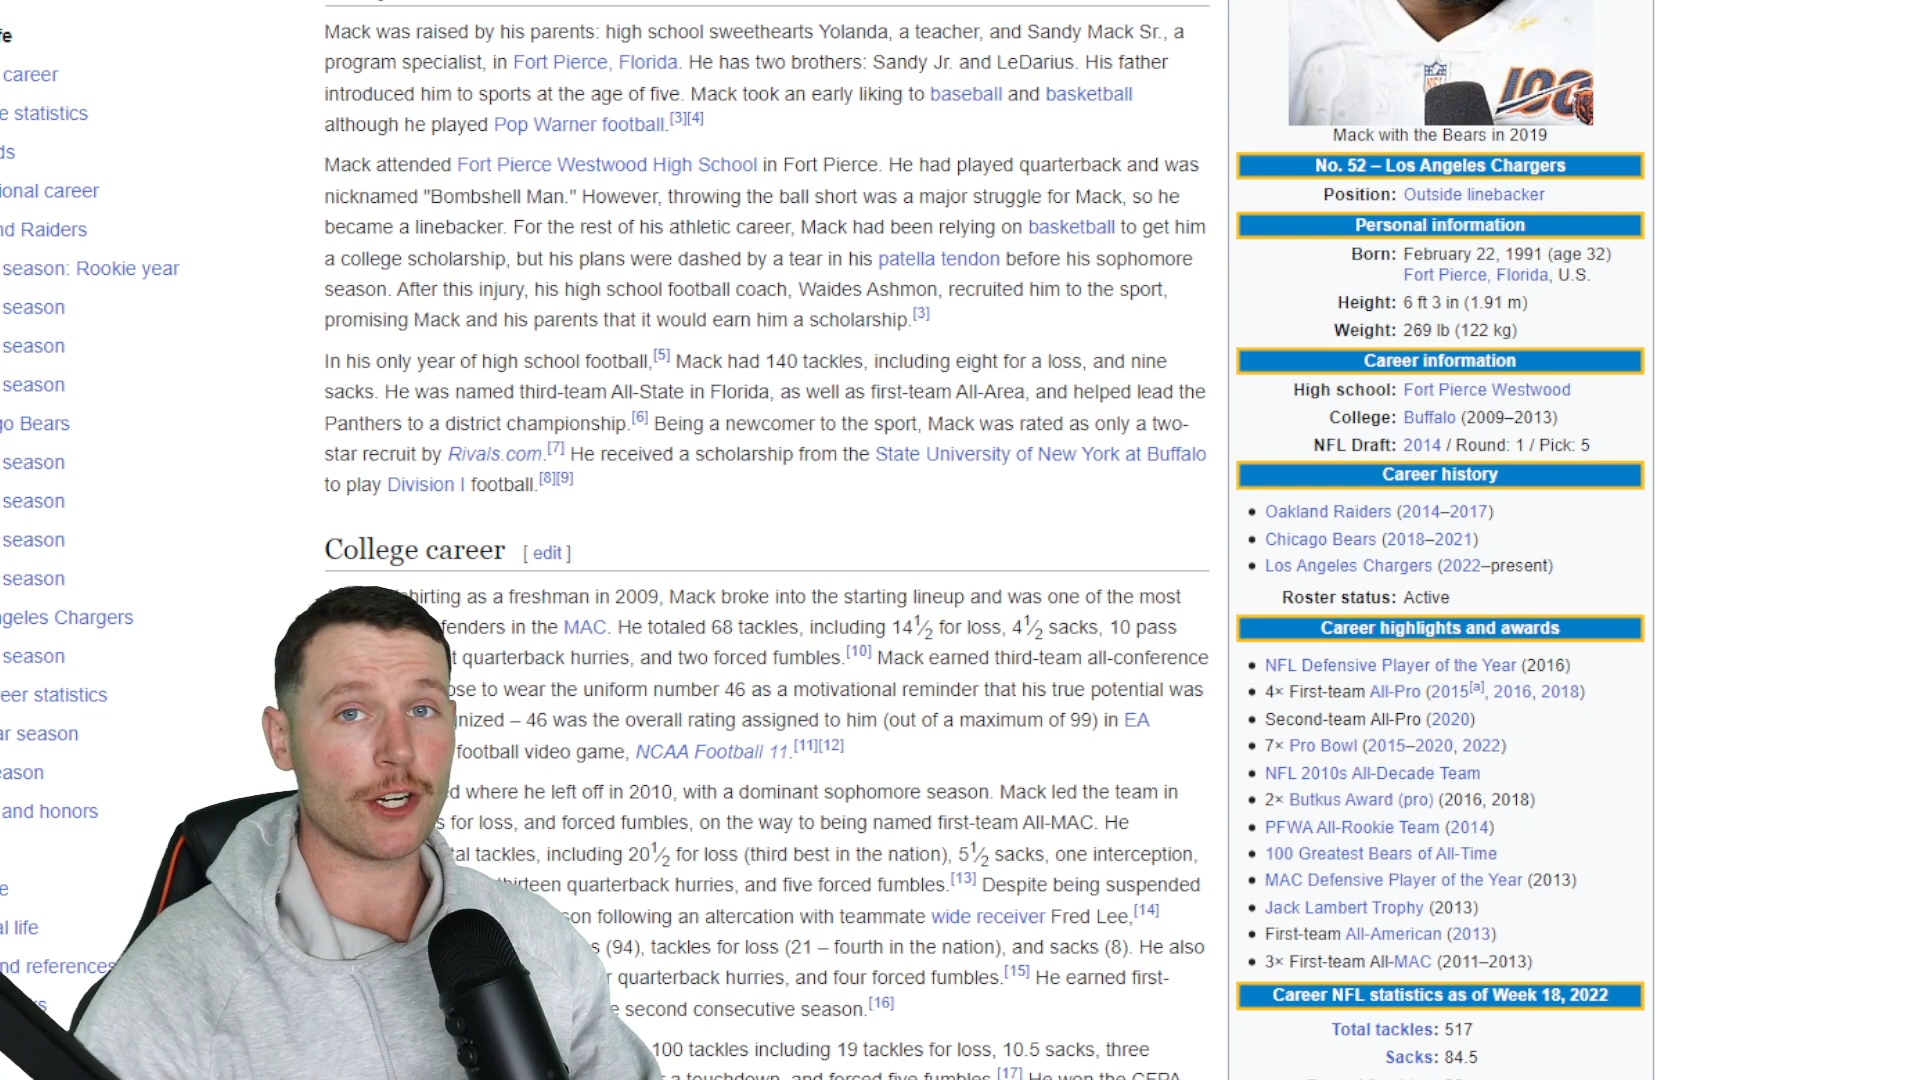 fe
career
e statistics
ds
ional career
nd Raiders
season: Rookie year
season
season
season
go Bears
season
season
season
season
ngeles Chargers
season
eer statistics
ar season
eason
and honors
e
al life
nd references
rs
Mack was raised by his parents: high school sweethearts Yolanda, a teacher, and Sandy Mack Sr., a
program specialist, in Fort Pierce, Florida. He has two brothers: Sandy Jr. and LeDarius. His father
introduced him to sports at the age of five. Mack took an early liking to baseball and basketball
although he played Pop Warner football.[3][4]
Mack attended Fort Pierce Westwood High School in Fort Pierce. He had played quarterback and was
nicknamed "Bombshell Man." However, throwing the ball short was a major struggle for Mack, so he
became a linebacker. For the rest of his athletic career, Mack had been relying on basketball to get him
a college scholarship, but his plans were dashed by a tear in his patella tendon before his sophomore
season. After this injury, his high school football coach, Waides Ashmon, recruited him to the sport,
promising Mack and his parents that it would earn him a scholarship.[3]
In his only year of high school football,[5] Mack had 140 tackles, including eight for a loss, and nine
sacks. He was named third-team All-State in Florida, as well as first-team All-Area, and helped lead the
Panthers to a district championship.[6] Being a newcomer to the sport, Mack was rated as only a two-
star recruit by Rivals.com.[7] He received a scholarship from the State University of New York at Buffalo
to play Division I football.[8][9]
College career [ edit ]
hirting as a freshman in 2009, Mack broke into the starting lineup and was one of the most
fenders in the MAC. He totaled 68 tackles, including 14½ for loss, 4½ sacks, 10 pass
t quarterback hurries, and two forced fumbles.[10] Mack earned third-team all-conference
ose to wear the uniform number 46 as a motivational reminder that his true potential was
gnized – 46 was the overall rating assigned to him (out of a maximum of 99) in EA
football video game, NCAA Football 11.[11][12]
d where he left off in 2010, with a dominant sophomore season. Mack led the team in
s for loss, and forced fumbles, on the way to being named first-team All-MAC. He
tal tackles, including 20½ for loss (third best in the nation), 5½ sacks, one interception,
thirteen quarterback hurries, and five forced fumbles.[13] Despite being suspended
son following an altercation with teammate wide receiver Fred Lee,[14]
s (94), tackles for loss (21 – fourth in the nation), and sacks (8). He also
r quarterback hurries, and four forced fumbles.[15] He earned first-
e second consecutive season.[16]
100 tackles including 19 tackles for loss, 10.5 sacks, three
a touchdown, and forced five fumbles.[17] He won the CFPA
NFL
100
Mack with the Bears in 2019
No. 52 – Los Angeles Chargers
Position: Outside linebacker
Personal information
Born: February 22, 1991 (age 32)
Fort Pierce, Florida, U.S.
Height: 6 ft 3 in (1.91 m)
Weight: 269 lb (122 kg)
Career information
High school: Fort Pierce Westwood
College: Buffalo (2009–2013)
NFL Draft: 2014 / Round: 1 / Pick: 5
Career history
• Oakland Raiders (2014–2017)
• Chicago Bears (2018–2021)
• Los Angeles Chargers (2022–present)
Roster status: Active
Career highlights and awards
• NFL Defensive Player of the Year (2016)
• 4× First-team All-Pro (2015[a], 2016, 2018)
• Second-team All-Pro (2020)
• 7× Pro Bowl (2015–2020, 2022)
• NFL 2010s All-Decade Team
• 2× Butkus Award (pro) (2016, 2018)
• PFWA All-Rookie Team (2014)
• 100 Greatest Bears of All-Time
• MAC Defensive Player of the Year (2013)
• Jack Lambert Trophy (2013)
• First-team All-American (2013)
• 3× First-team All-MAC (2011–2013)
Career NFL statistics as of Week 18, 2022
Total tackles: 517
Sacks: 84.5